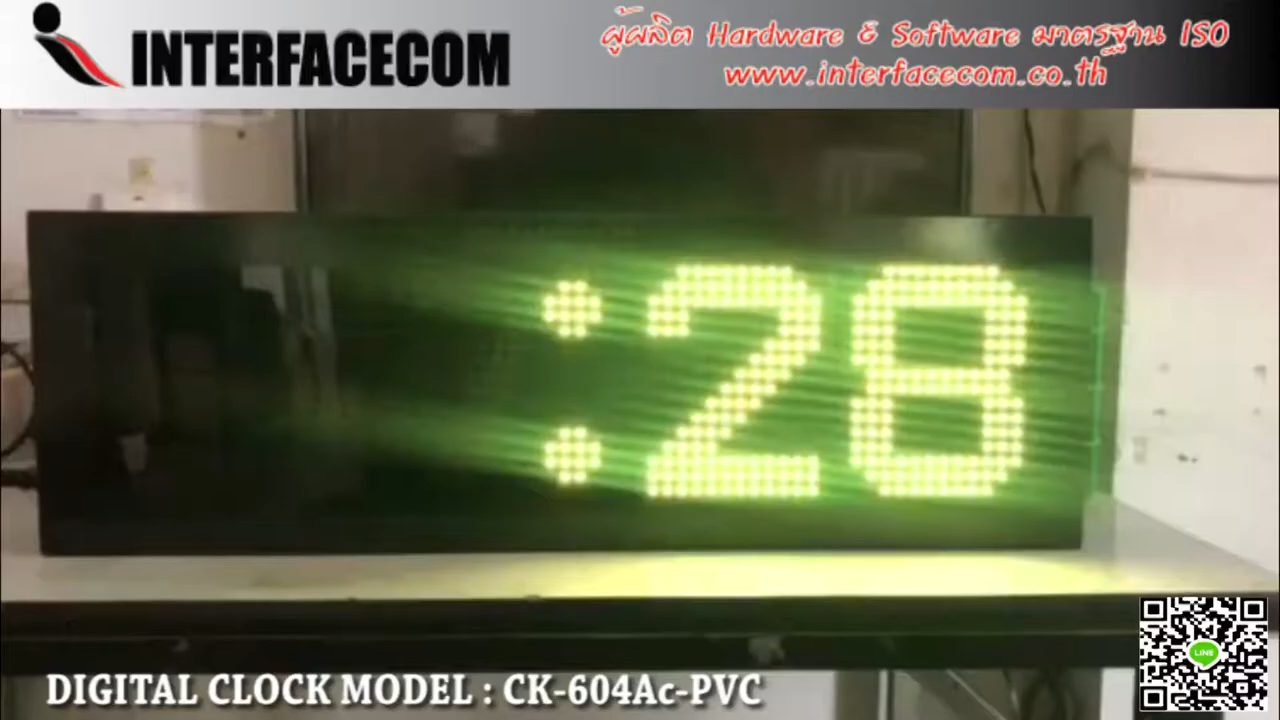 INTERFACECOM
ผู้ผลิต Hardware & Software มาตรฐาน ISO
www.interfacecom.co.th
:28
LINE
DIGITAL CLOCK MODEL : CK-604Ac-PVC